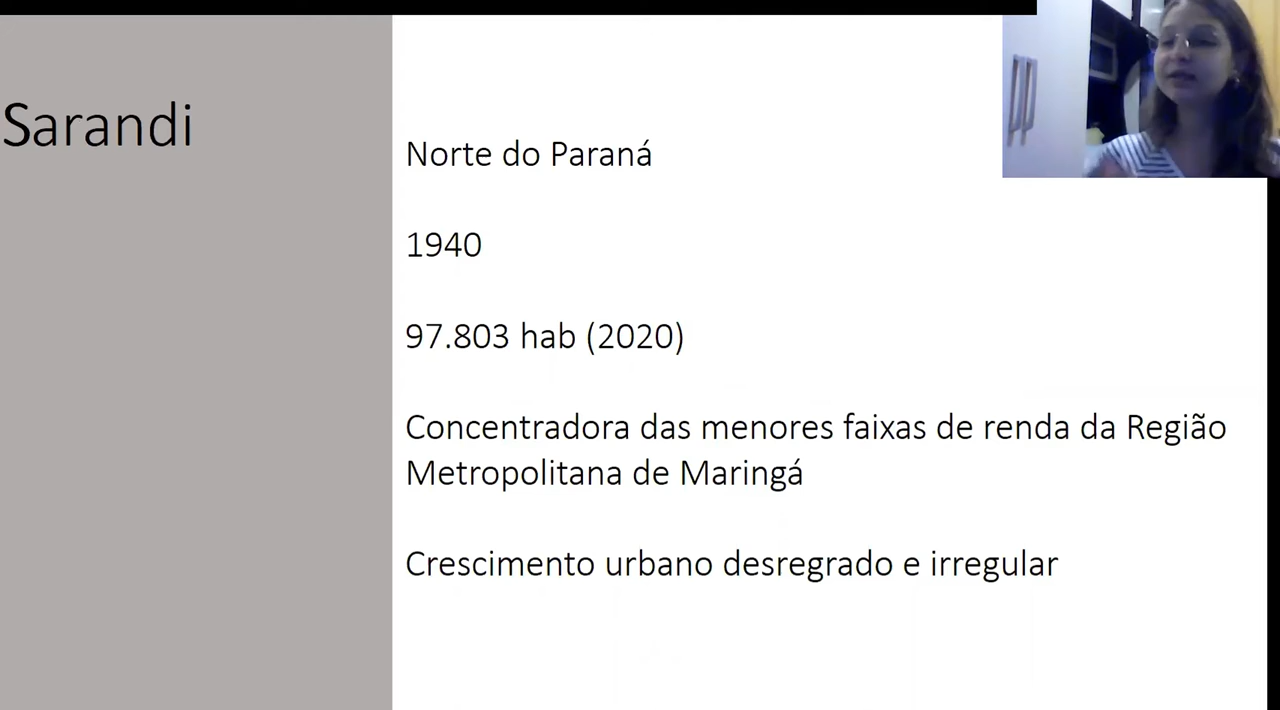 Sarandi
Norte do Paraná
1940
97.803 hab (2020)
Concentradora das menores faixas de renda da Região
Metropolitana de Maringá
Crescimento urbano desregrado e irregular